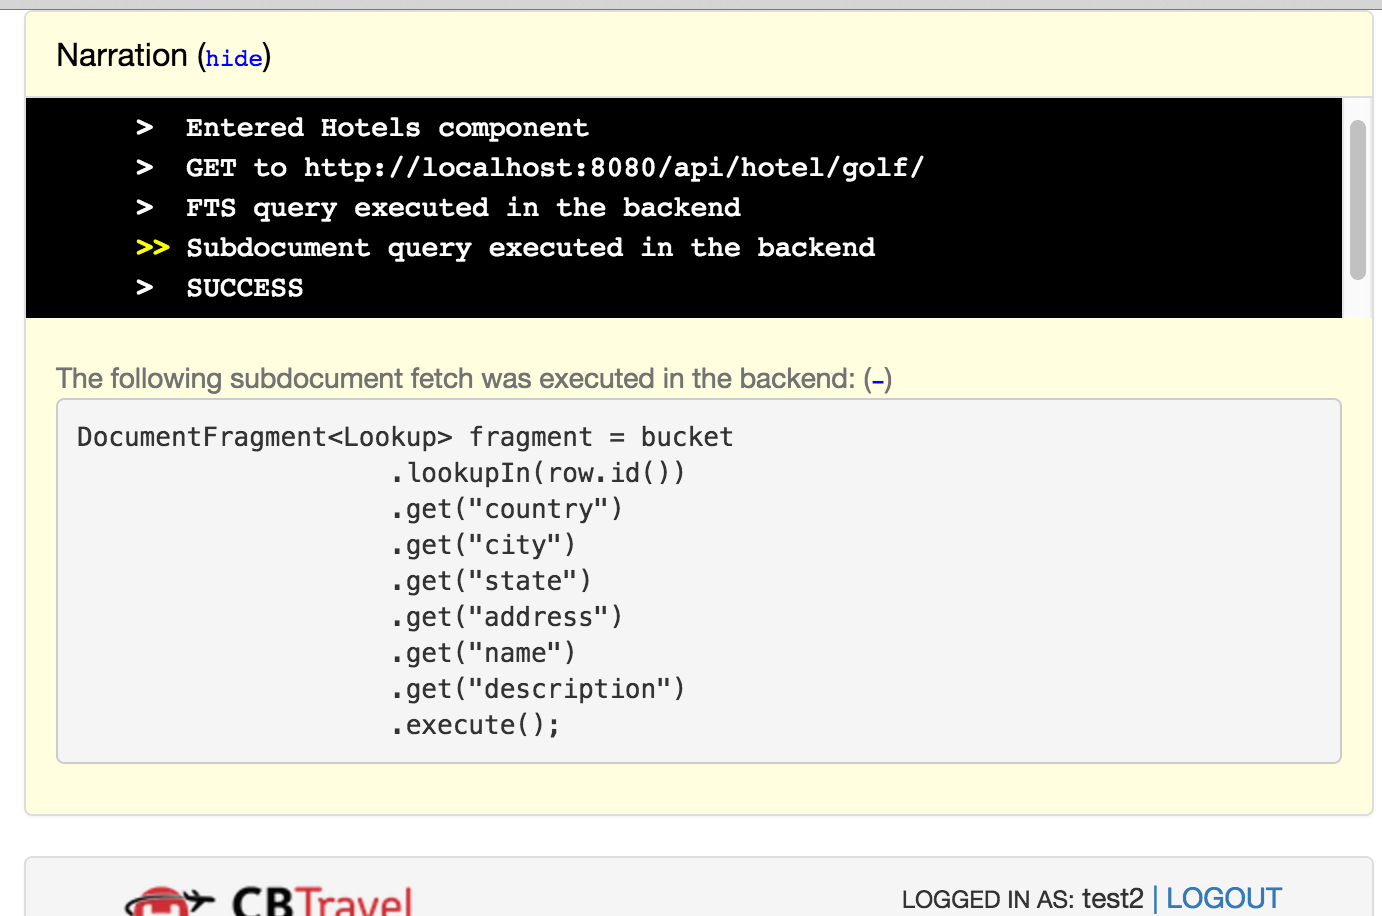 Narration (hide)
> Entered Hotels component
> GET to http://localhost:8080/api/hotel/golf/
> FTS query executed in the backend
>> Subdocument query executed in the backend
> SUCCESS
The following subdocument fetch was executed in the backend: (–)
DocumentFragment<Lookup> fragment = bucket
.lookupIn(row.id())
.get("country")
.get("city")
.get("state")
.get("address")
.get("name")
.get("description")
.execute();
CBTravel
LOGGED IN AS: test2 | LOGOUT